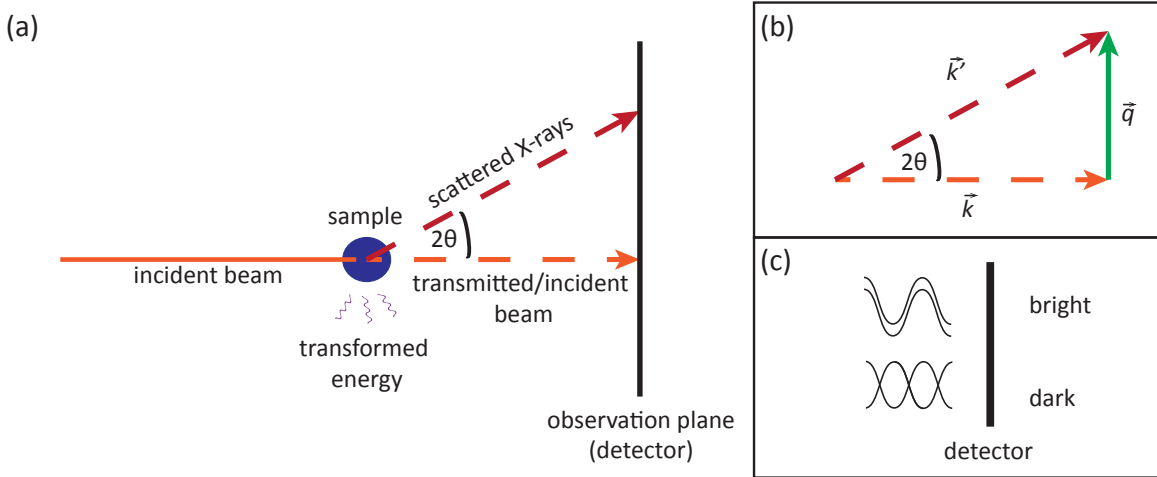 (a)
scattered X-rays
sample
2θ
incident beam
transmitted/incident
beam
transformed
energy
observation plane
(detector)
(b)
k⃗′
q⃗
2θ
k⃗
(c)
bright
dark
detector